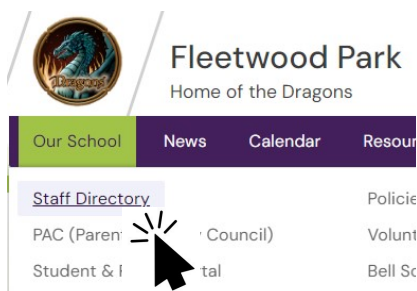 Dragons
Fleetwood Park
Home of the Dragons
Our School News Calendar Resour
Staff Directory Policie
PAC (Paren Council) Volunt
Student & tal Bell Sc